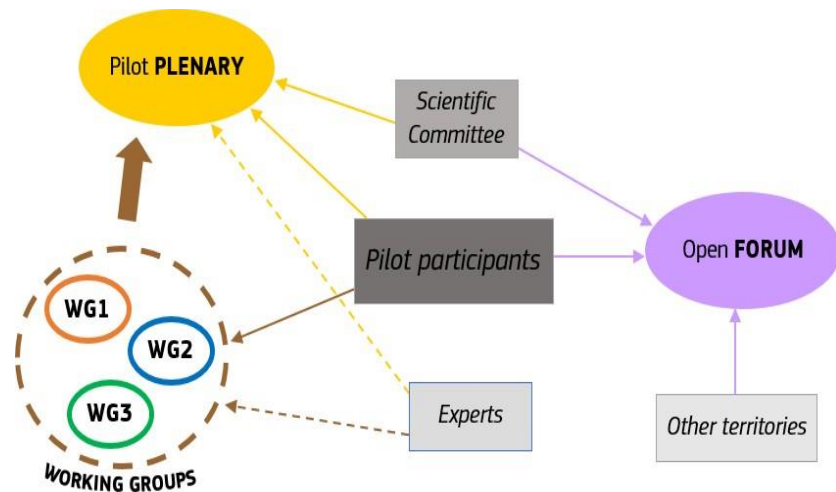 Pilot PLENARY
Scientific
Committee
Pilot participants
Open FORUM
WG1
WG2
WG3
Experts
Other territories
WORKING GROUPS